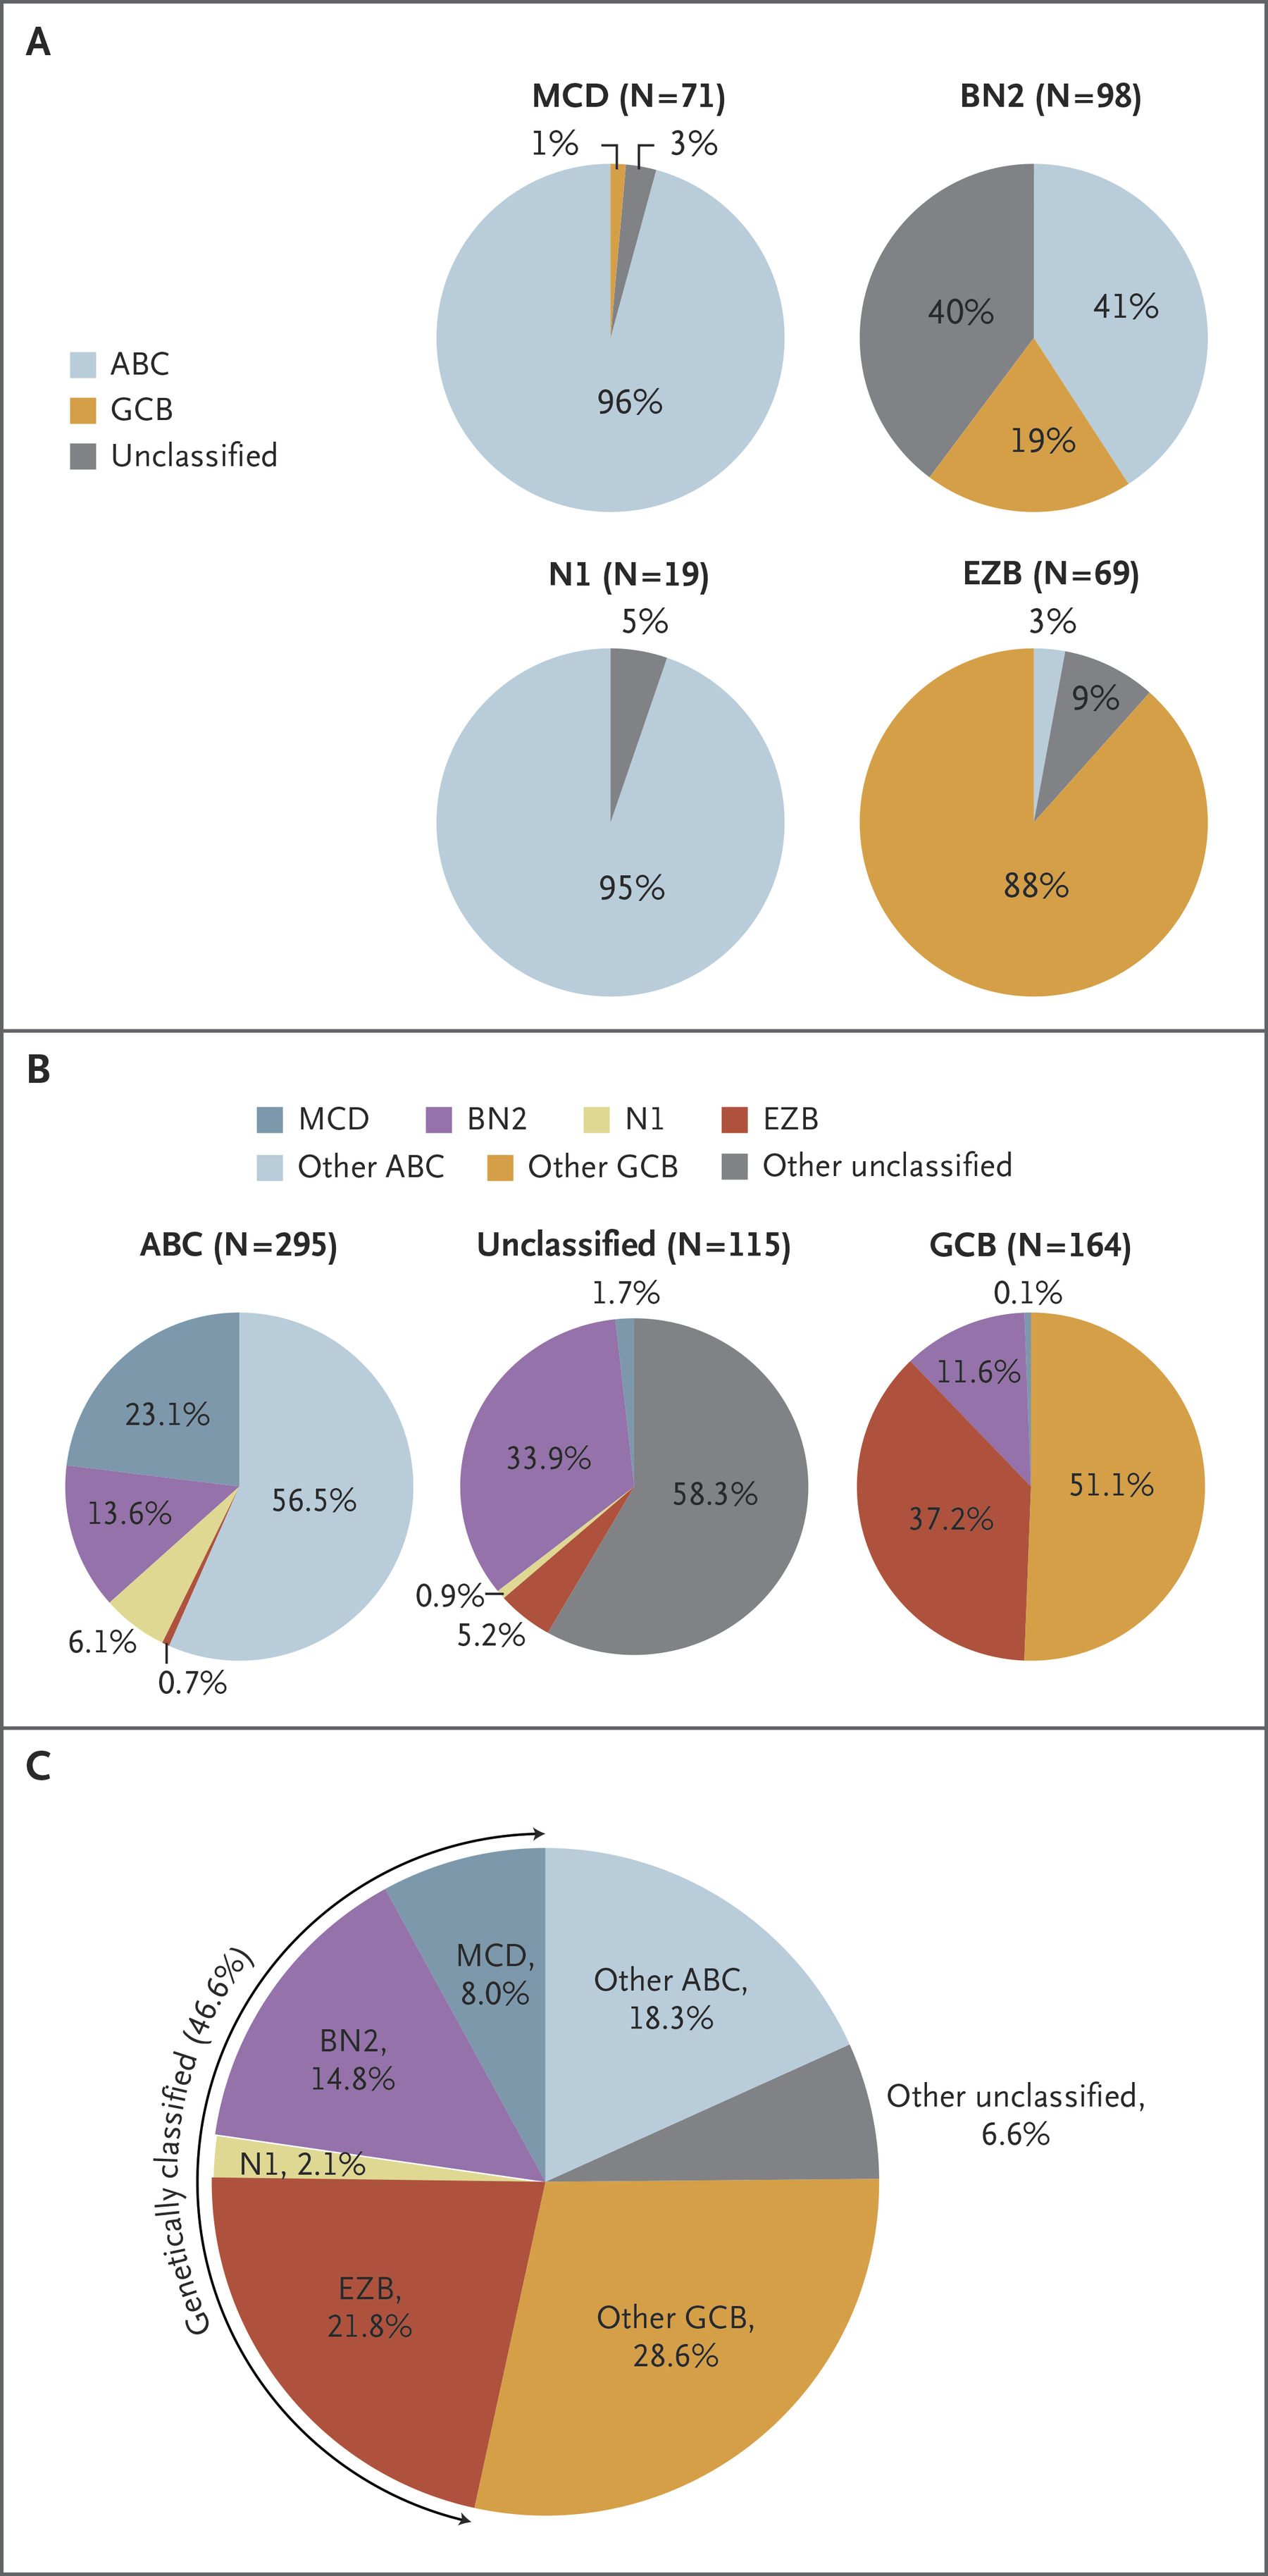 A
MCD (N=71)
BN2 (N=98)
1%
3%
40%
41%
96%
19%
ABC
GCB
Unclassified
N1 (N=19)
EZB (N=69)
5%
3%
9%
95%
88%
B
MCD
BN2
N1
EZB
Other ABC
Other GCB
Other unclassified
ABC (N=295)
Unclassified (N=115)
GCB (N=164)
1.7%
0.1%
23.1%
56.5%
13.6%
6.1%
0.7%
33.9%
58.3%
0.9%
5.2%
11.6%
51.1%
37.2%
C
Genetically classified (46.6%)
MCD,
8.0%
Other ABC,
18.3%
BN2,
14.8%
Other unclassified,
6.6%
N1, 2.1%
EZB,
21.8%
Other GCB,
28.6%